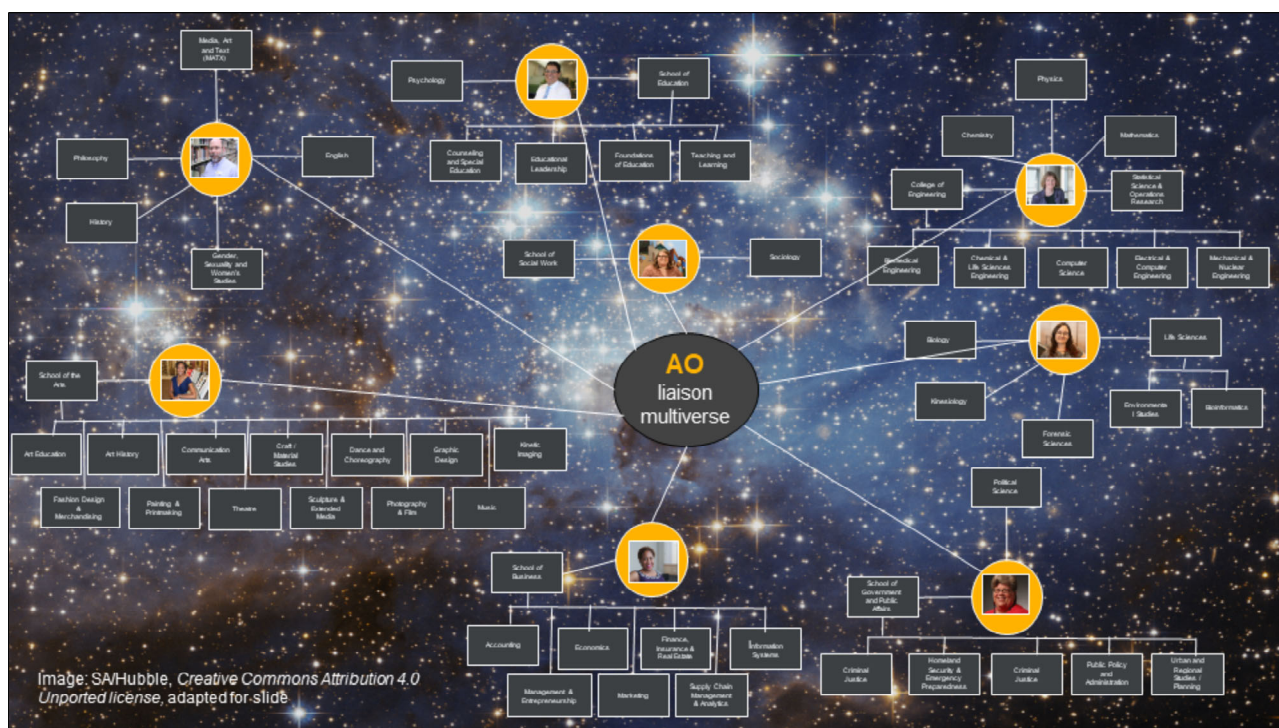 Media, Art
and Text
(MATX)
Philosophy
English
History
Gender,
Sexuality and
Women's
Studies
Psychology
School of
Education
Counseling
and Special
Education
Educational
Leadership
Foundations
of Education
Teaching and
Learning
School of
Social Work
Sociology
Physics
Chemistry
Mathematics
College of
Engineering
Statistical
Science &
Operations
Research
Biomedical
Engineering
Chemical &
Life Sciences
Engineering
Computer
Science
Electrical &
Computer
Engineering
Mechanical &
Nuclear
Engineering
AO
liaison
multiverse
Biology
Life Sciences
Kinesiology
Environmenta
l Studies
Bioinformatics
Forensic
Sciences
School of the
Arts
Art Education
Art History
Communication
Arts
Craft /
Material
Studies
Dance and
Choreography
Graphic
Design
Kinetic
Imaging
Fashion Design
&
Merchandising
Painting &
Printmaking
Theatre
Sculpture &
Extended
Media
Photography
& Film
Music
School of
Business
Accounting
Economics
Finance,
Insurance &
Real Estate
Information
Systems
Management &
Entrepreneurship
Marketing
Supply Chain
Management
& Analytics
Political
Science
School of
Government
and Public
Affairs
Criminal
Justice
Homeland
Security &
Emergency
Preparedness
Criminal
Justice
Public Policy
and
Administration
Urban and
Regional
Studies /
Planning
Image: SA/Hubble, Creative Commons Attribution 4.0
Unported license, adapted for slide